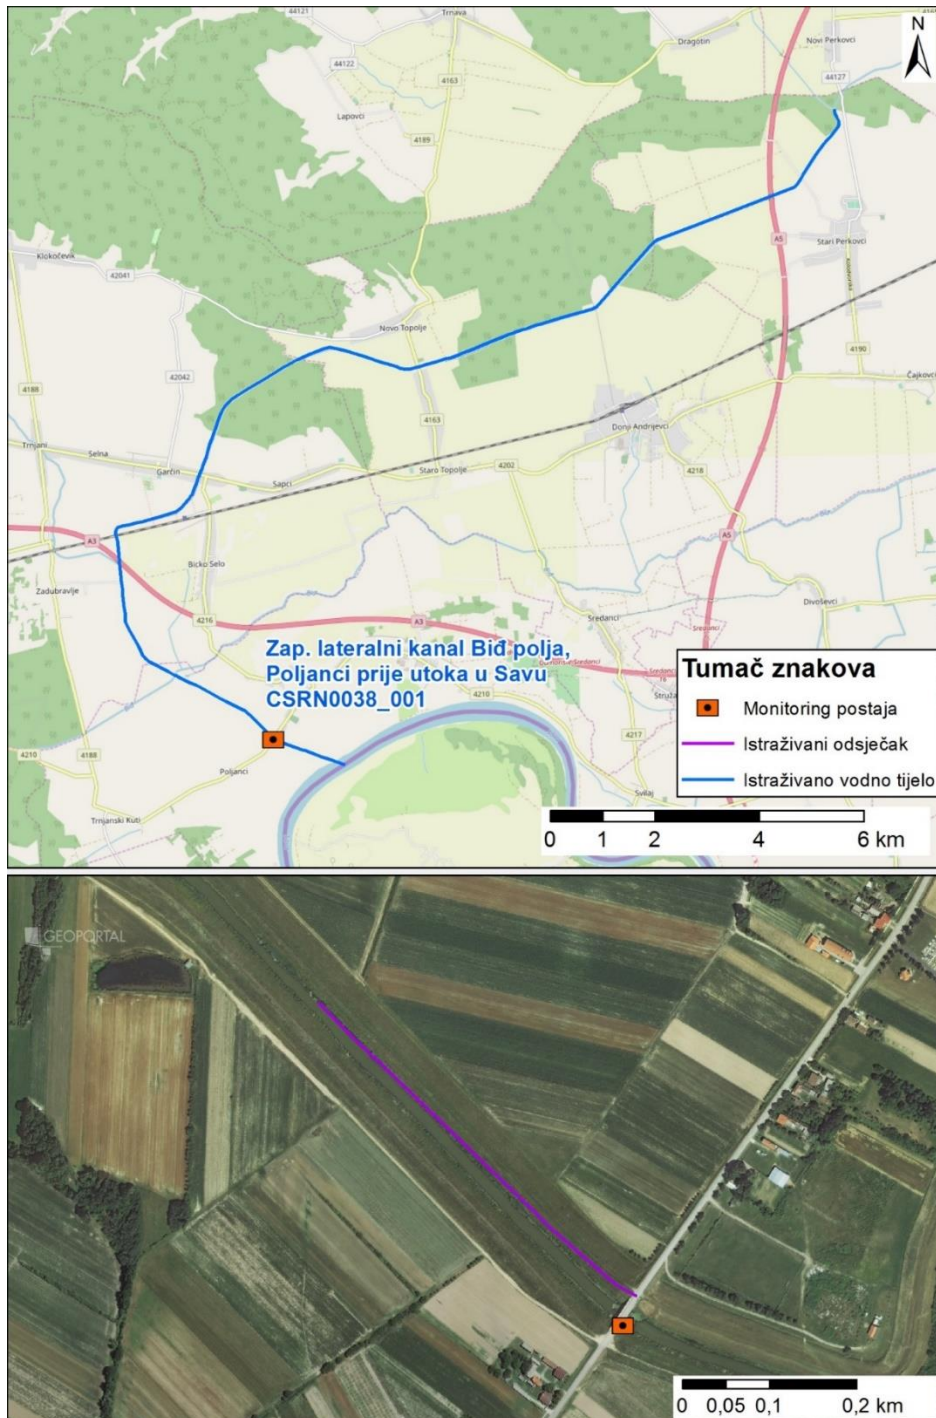 44121
Trnava
Dragotin
Novi Perkovci
N
44122
4163
44127
Lapovci
4189
Klokočevik
42041
A5
Stari Perkovci
Novo Topolje
42042
4190
4188
4163
Čajkovci
Donji Andrijevci
Trnjani
Selna
Garčin
Sapci
Staro Topolje
4202
4218
A3
A5
Zadubravlje
Bicko Selo
Divoševci
4216
A3
Sredanci
Zap. lateralni kanal Biđ polja,
Poljanci prije utoka u Savu
CSRN0038_001
4210
4217
4210
4188
Poljanci
Svilaj
Trnjanski Kuti
Tumač znakova
Monitoring postaja
Istraživani odsječak
Istraživano vodno tijelo
0 1 2 4 6 km
GEOPORTAL
0 0,05 0,1 0,2 km